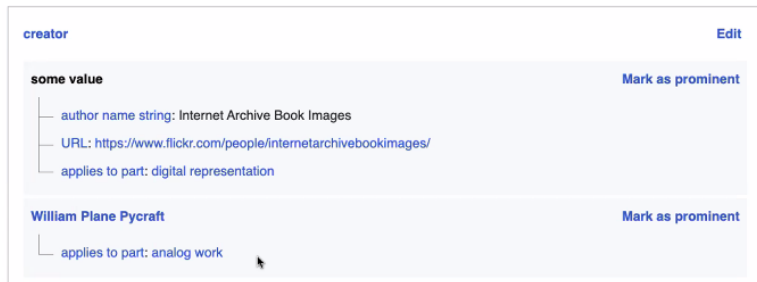 creator Edit
some value Mark as prominent
author name string: Internet Archive Book Images
URL: https://www.flickr.com/people/internetarchivebookimages/
applies to part: digital representation
William Plane Pycraft Mark as prominent
applies to part: analog work